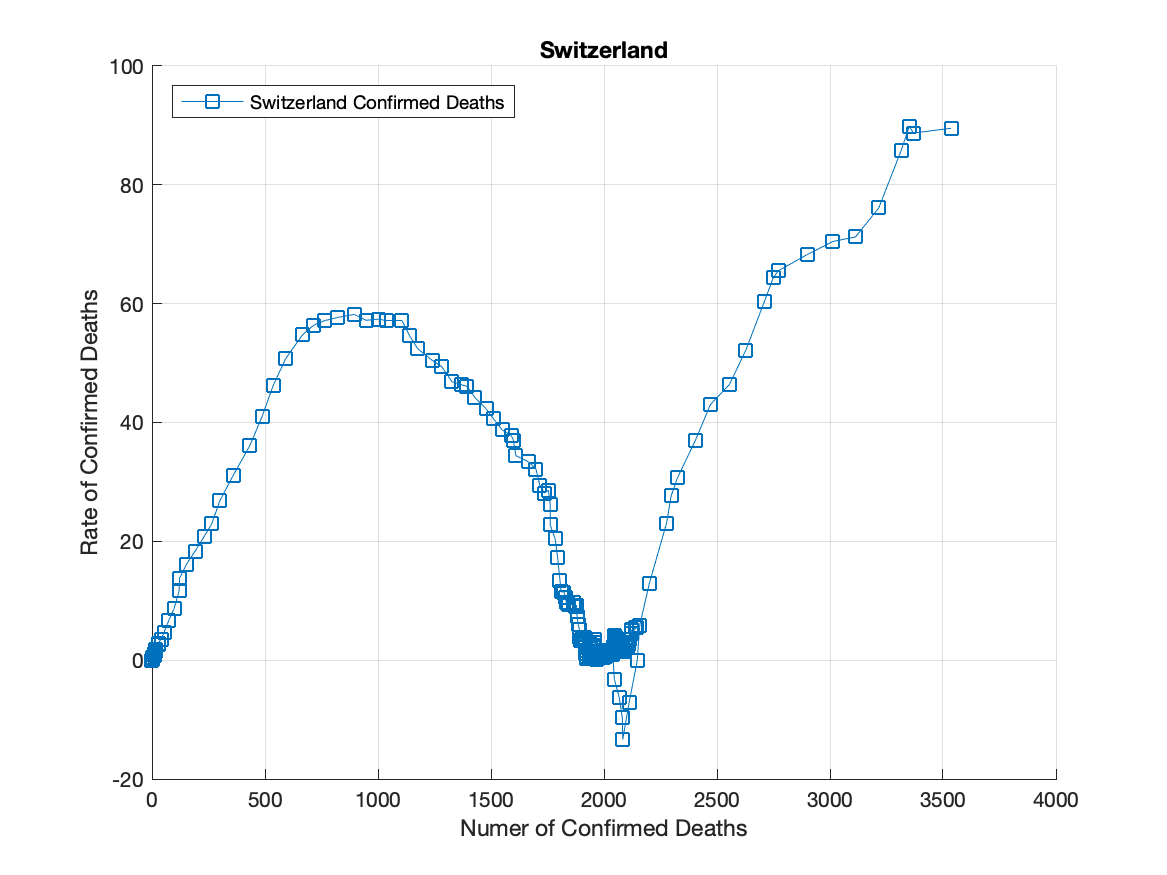 Switzerland
Switzerland Confirmed Deaths
100
80
60
40
20
0
-20
Rate of Confirmed Deaths
0 500 1000 1500 2000 2500 3000 3500 4000
Numer of Confirmed Deaths